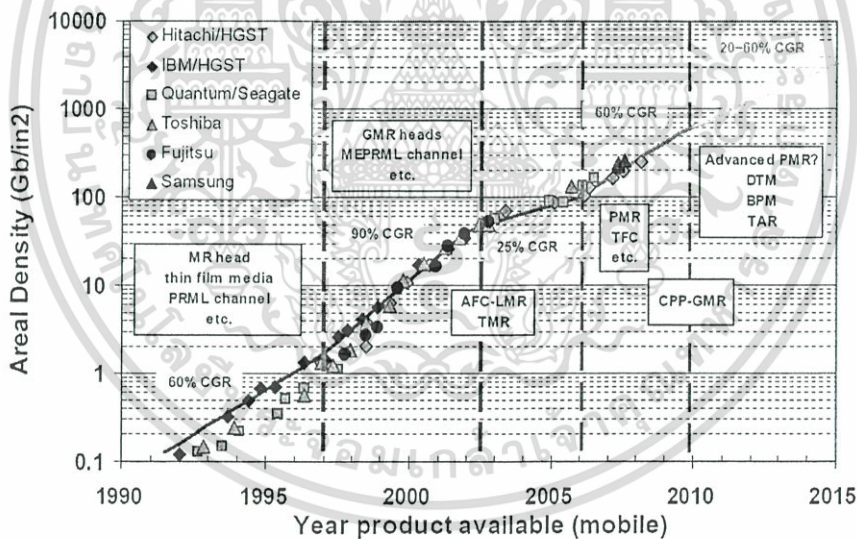 10000
1000
100
10
1
0.1
Areal Density (Gb/in2)
Hitachi/HGST
IBM/HGST
Quantum/Seagate
Toshiba
Fujitsu
Samsung
GMR heads
MEPRML channel
etc.
MR head
thin film media
PRML channel
etc.
60% CGR
90% CGR
25% CGR
60% CGR
20-60% CGR
AFC-LMR
TMR
PMR
TFC
etc.
CPP-GMR
Advanced PMR?
DTM
BPM
TAR
1990
1995
2000
2005
2010
2015
Year product available (mobile)